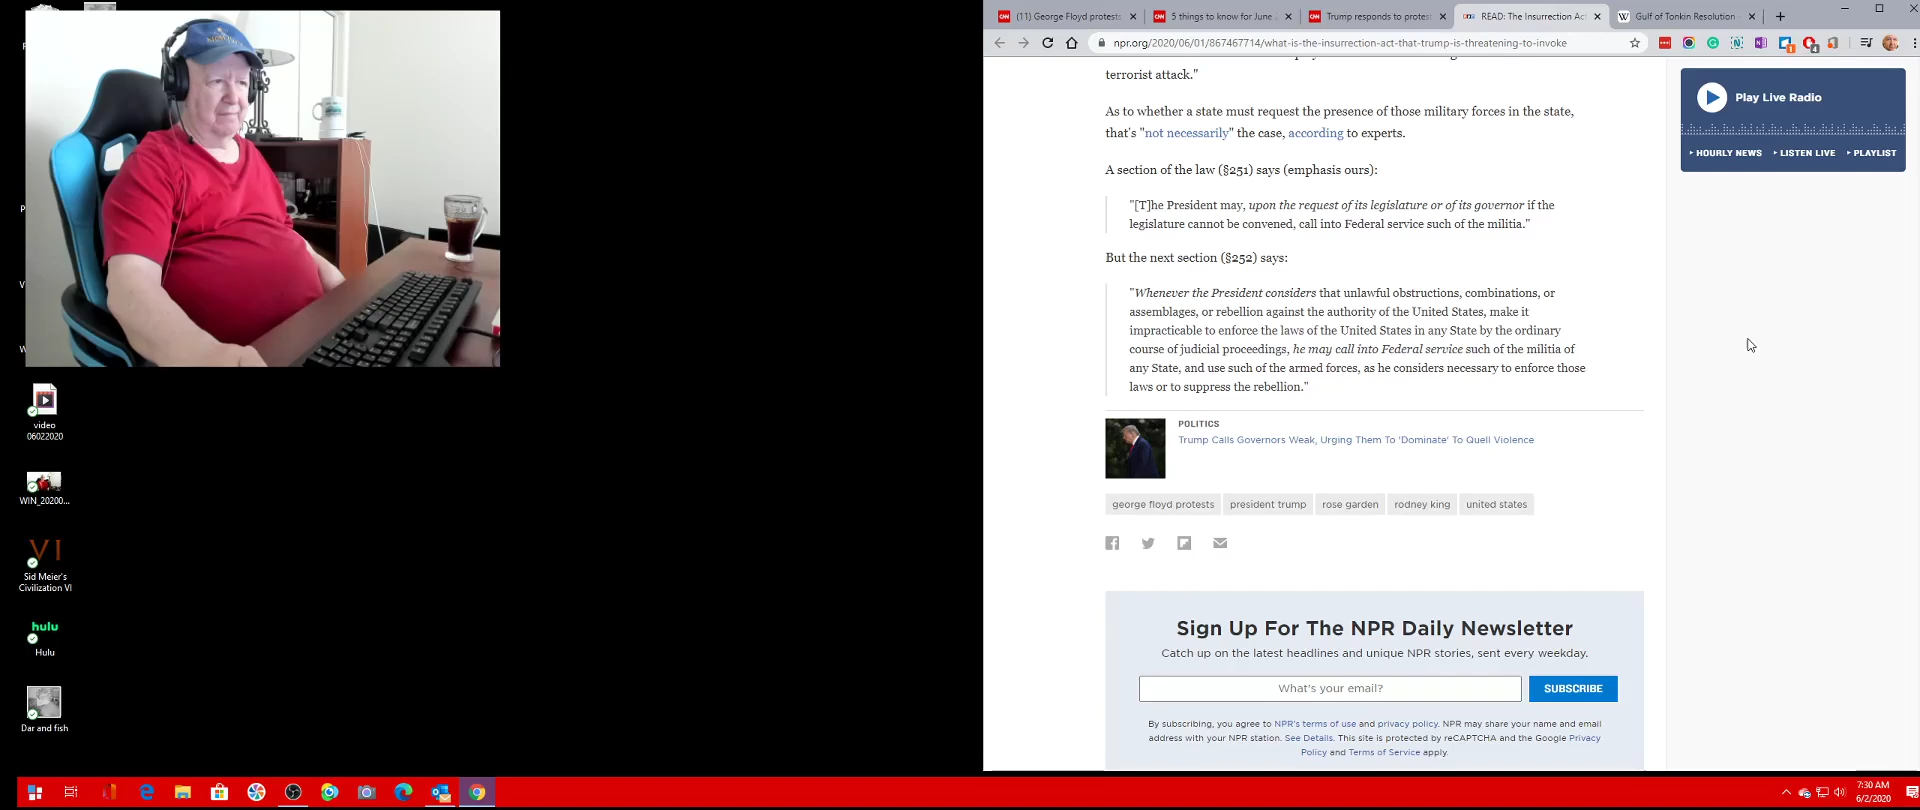 (11) George Floyd protests
5 things to know for June
Trump responds to protest
READ: The Insurrection Act
Gulf of Tonkin Resolution -
npr.org/2020/06/01/867467714/what-is-the-insurrection-act-that-trump-is-threatening-to-invoke
terrorist attack."
As to whether a state must request the presence of those military forces in the state,
that's "not necessarily" the case, according to experts.
A section of the law (§251) says (emphasis ours):
"[T]he President may, upon the request of its legislature or of its governor if the
legislature cannot be convened, call into Federal service such of the militia."
But the next section (§252) says:
"Whenever the President considers that unlawful obstructions, combinations, or
assemblages, or rebellion against the authority of the United States, make it
impracticable to enforce the laws of the United States in any State by the ordinary
course of judicial proceedings, he may call into Federal service such of the militia of
any State, and use such of the armed forces, as he considers necessary to enforce those
laws or to suppress the rebellion."
POLITICS
Trump Calls Governors Weak, Urging Them To 'Dominate' To Quell Violence
george floyd protests president trump rose garden rodney king united states
Sign Up For The NPR Daily Newsletter
Catch up on the latest headlines and unique NPR stories, sent every weekday.
What's your email?
SUBSCRIBE
By subscribing, you agree to NPR's terms of use and privacy policy. NPR may share your name and email
address with your NPR station. See Details. This site is protected by reCAPTCHA and the Google Privacy
Policy and Terms of Service apply.
Play Live Radio
HOURLY NEWS LISTEN LIVE PLAYLIST
video
06022020
WIN_20200...
VI
Sid Meier's
Civilization VI
hulu
Hulu
Dar and fish
7:30 AM
6/2/2020